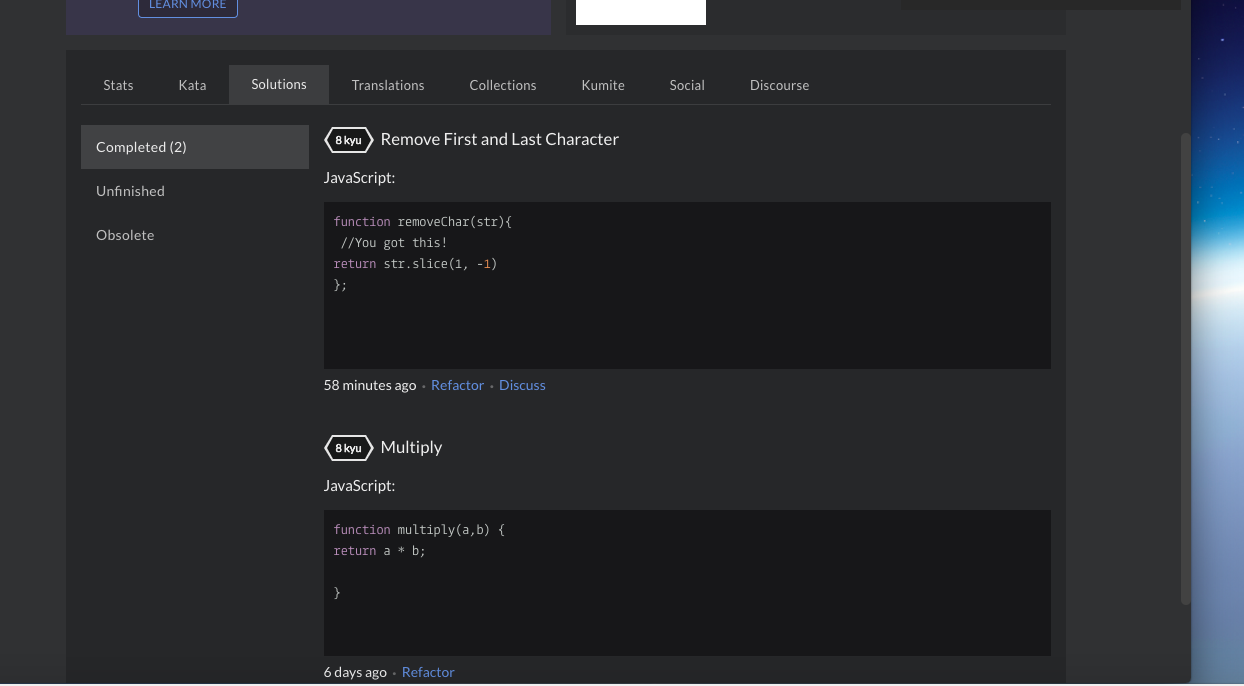 LEARN MORE
Stats Kata Solutions Translations Collections Kumite Social Discourse
Completed (2)
Unfinished
Obsolete
8 kyu Remove First and Last Character
JavaScript:
function removeChar(str){
//You got this!
return str.slice(1, -1)
};
58 minutes ago • Refactor • Discuss
8 kyu Multiply
JavaScript:
function multiply(a,b) {
return a * b;
}
6 days ago • Refactor